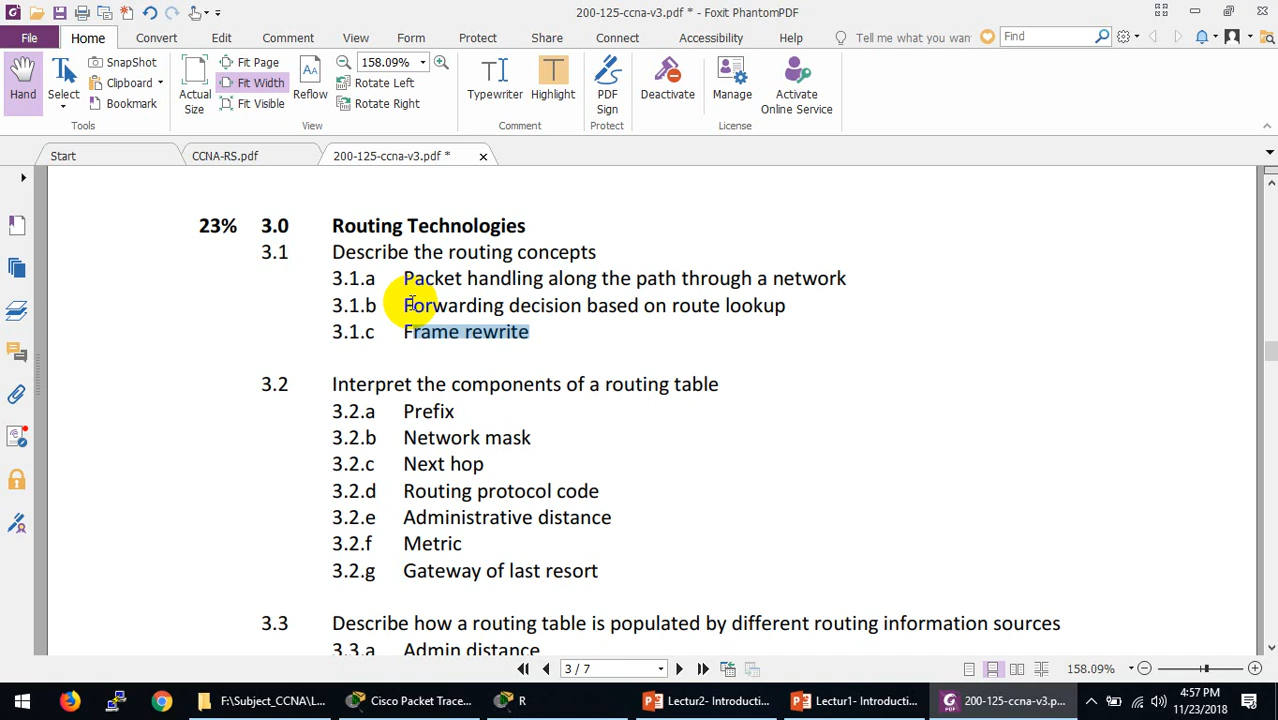 200-125-ccna-v3.pdf * - Foxit PhantomPDF
File Home Convert Edit Comment View Form Protect Share Connect Accessibility Help Tell me what you want Find
Hand Select SnapShot Clipboard Bookmark Actual Size Fit Page Fit Width Fit Visible Reflow 158.09% Rotate Left Rotate Right Typewriter Highlight PDF Sign Deactivate Manage Activate Online Service
Tools View Comment Protect License
Start CCNA-RS.pdf 200-125-ccna-v3.pdf *
23% 3.0 Routing Technologies
3.1 Describe the routing concepts
3.1.a Packet handling along the path through a network
3.1.b Forwarding decision based on route lookup
3.1.c Frame rewrite
3.2 Interpret the components of a routing table
3.2.a Prefix
3.2.b Network mask
3.2.c Next hop
3.2.d Routing protocol code
3.2.e Administrative distance
3.2.f Metric
3.2.g Gateway of last resort
3.3 Describe how a routing table is populated by different routing information sources
3.3.a Admin distance
3 / 7 158.09%
F:\Subject_CCNA\L... Cisco Packet Trace... R Lectur2- Introducti... Lectur1- Introducti... 200-125-ccna-v3.p... 4:57 PM
11/23/2018